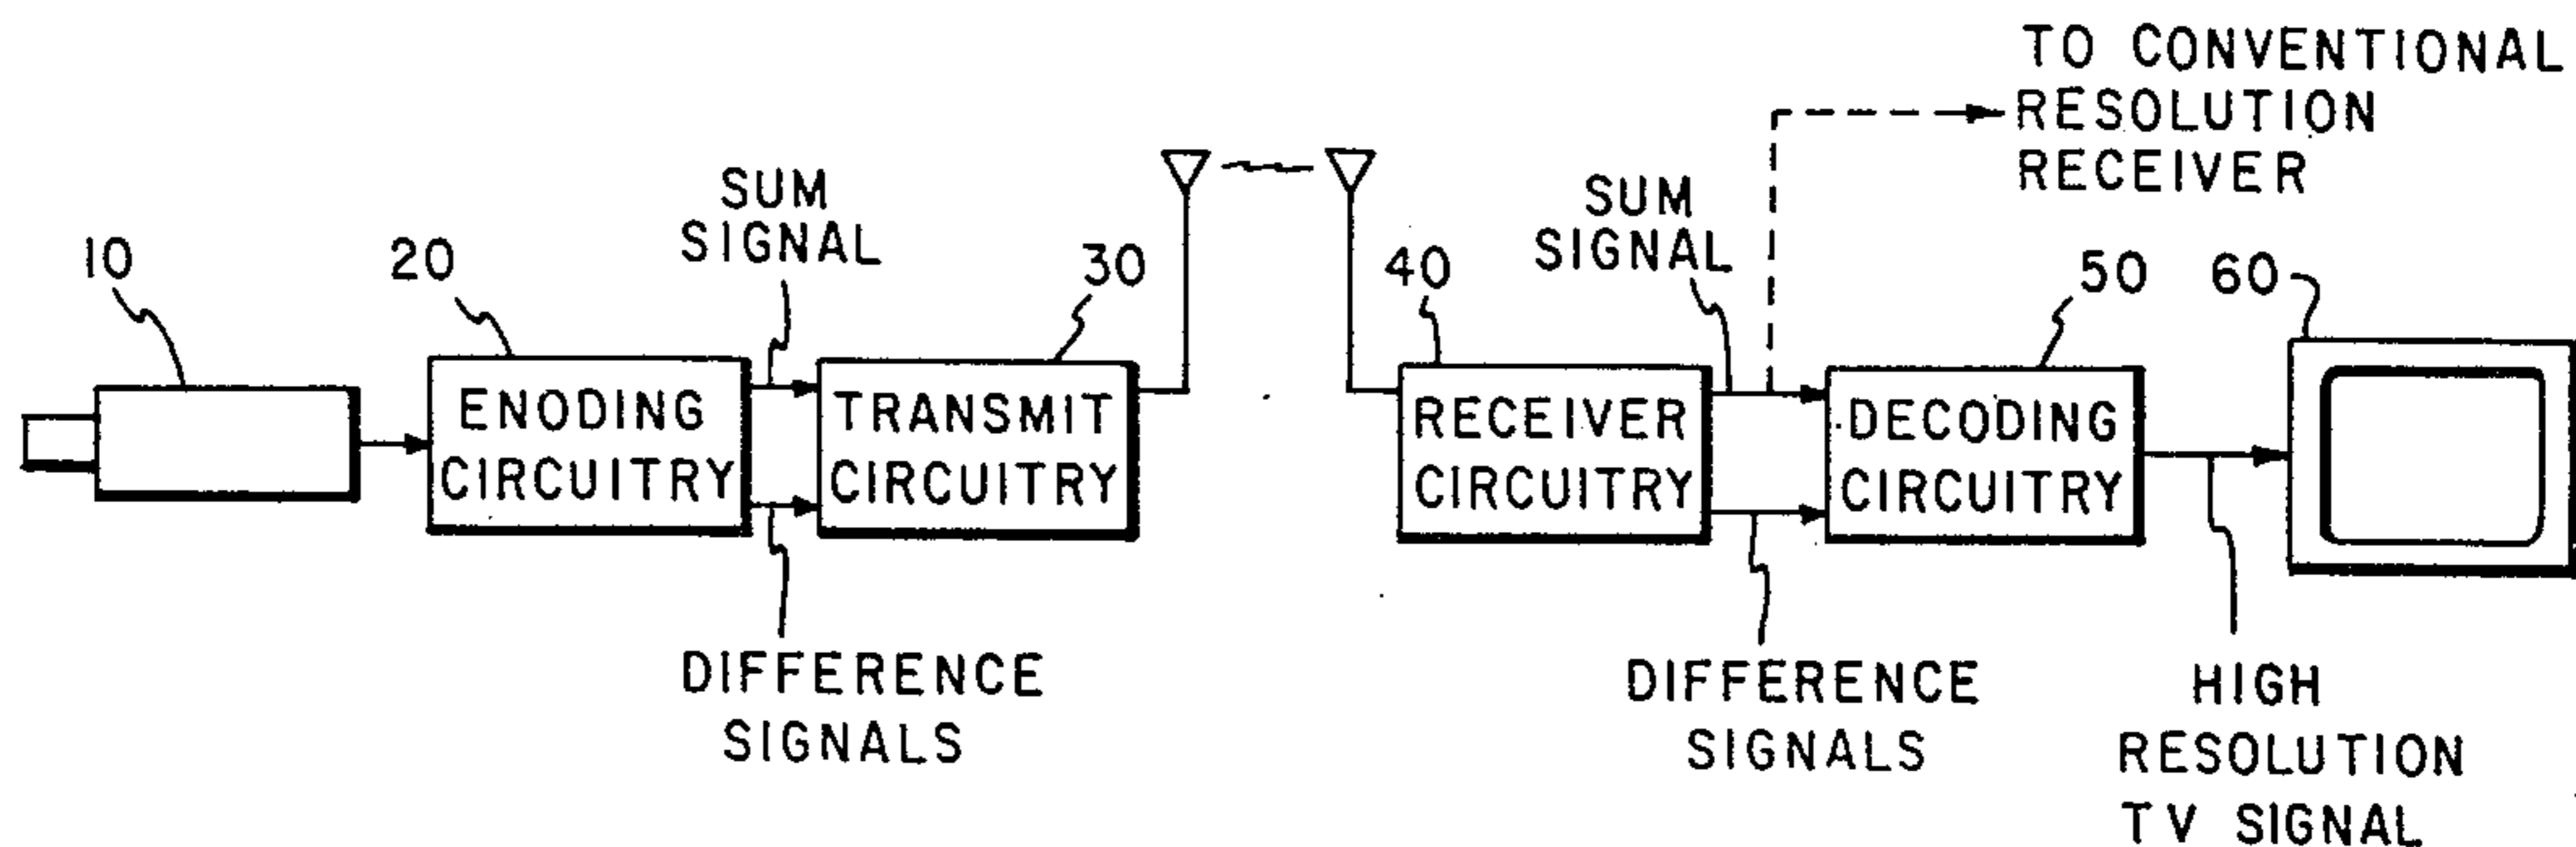 TO CONVENTIONAL
RESOLUTION
RECEIVER
SUM
SIGNAL
SUM
SIGNAL
10
20
30
40
50
60
ENODING
CIRCUITRY
TRANSMIT
CIRCUITRY
RECEIVER
CIRCUITRY
DECODING
CIRCUITRY
DIFFERENCE
SIGNALS
DIFFERENCE
SIGNALS
HIGH
RESOLUTION
TV SIGNAL